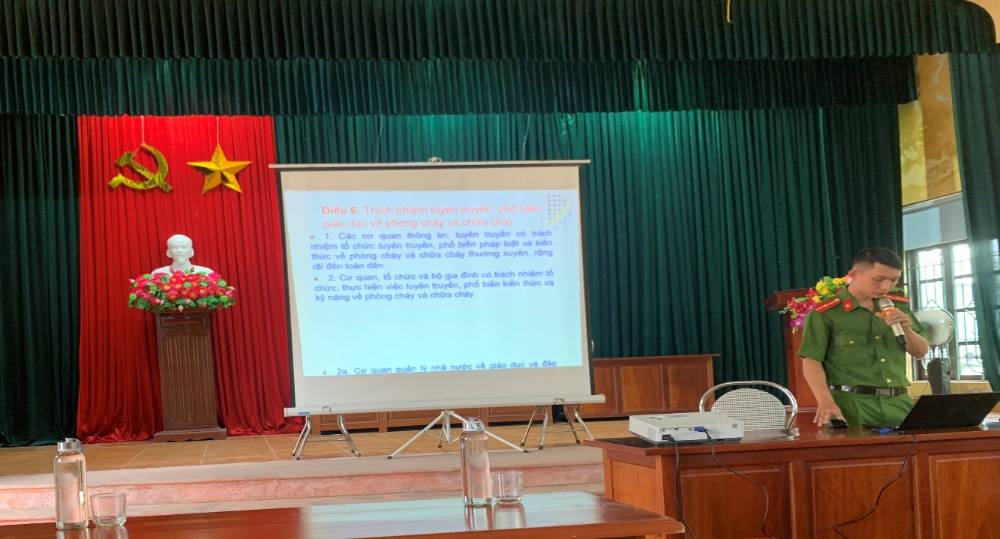 Điều 6. Trách nhiệm tuyên truyền, phổ biến
giáo dục về phòng cháy và chữa cháy
1. Các cơ quan thông tin, tuyên truyền có trách
nhiệm tổ chức tuyên truyền, phổ biến pháp luật và kiến
thức về phòng cháy và chữa cháy thường xuyên, rộng
rãi đến toàn dân.
2. Cơ quan, tổ chức và hộ gia đình có trách nhiệm tổ
chức, thực hiện việc tuyên truyền, phổ biến kiến thức và
kỹ năng về phòng cháy và chữa cháy.
2a. Cơ quan quản lý nhà nước về giáo dục và đào